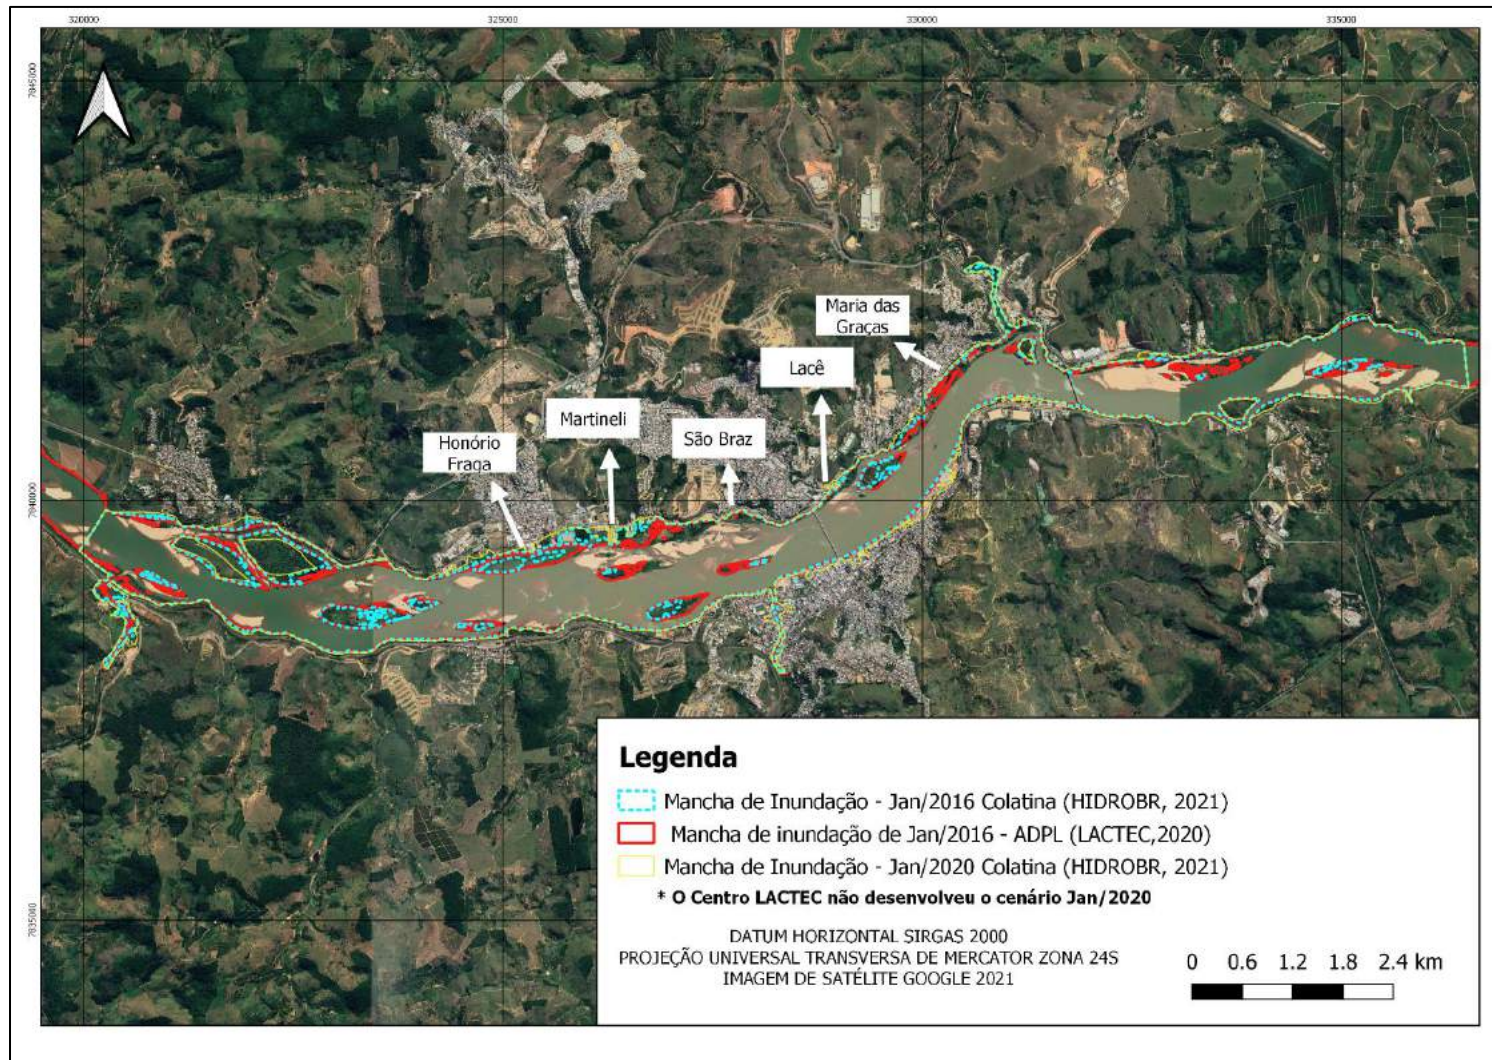 320000
325000
330000
335000
7845000
7840000
7835000
Maria das
Graças
Lacê
Martineli
São Braz
Honório
Fraga
Legenda
Mancha de Inundação - Jan/2016 Colatina (HIDROBR, 2021)
Mancha de inundação de Jan/2016 - ADPL (LACTEC,2020)
Mancha de Inundação - Jan/2020 Colatina (HIDROBR, 2021)
* O Centro LACTEC não desenvolveu o cenário Jan/2020
DATUM HORIZONTAL SIRGAS 2000
PROJEÇÃO UNIVERSAL TRANSVERSA DE MERCATOR ZONA 24S
IMAGEM DE SATÉLITE GOOGLE 2021
0 0.6 1.2 1.8 2.4 km